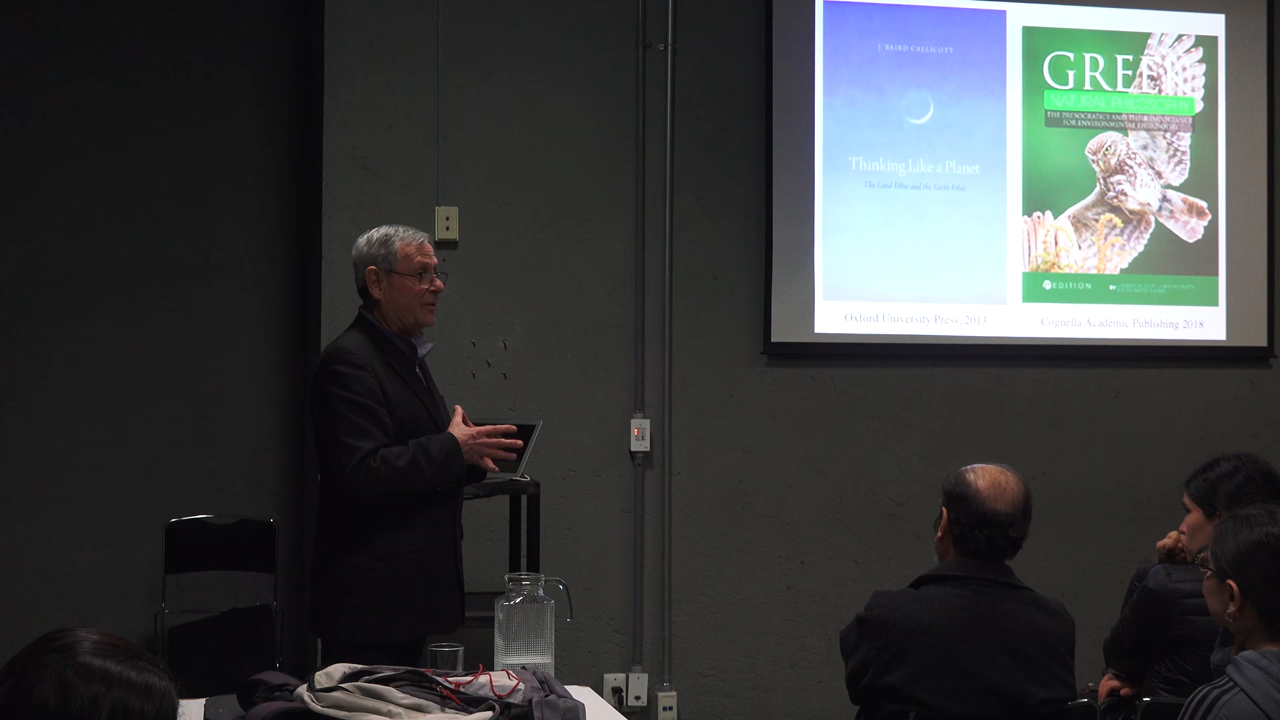 J. BAIRD CALLICOTT
Thinking Like a Planet
The Land Ethic and the Earth Ethic
Oxford University Press, 2013
GREEK
NATURAL PHILOSOPHY
THE PRESOCRATICS AND THEIR IMPORTANCE
FOR ENVIRONMENTAL PHILOSOPHY
EDITION
Cognella Academic Publishing 2018